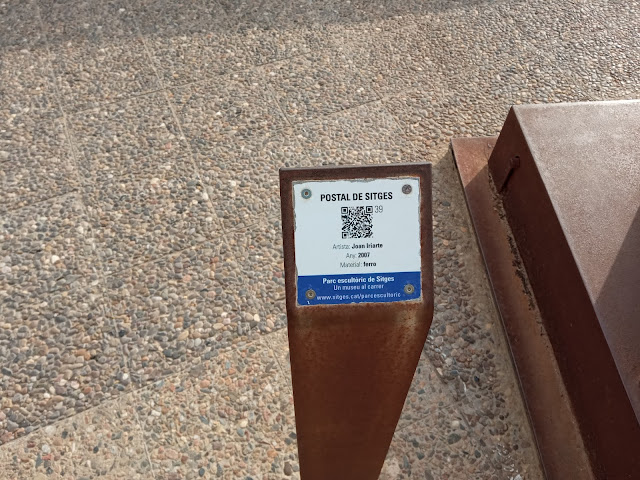 POSTAL DE SITGES
39
Artista: Joan Iriarte
Any: 2007
Material: ferro
Parc escultòric de Sitges
Un museu al carrer
www.sitges.cat/parcescultoric